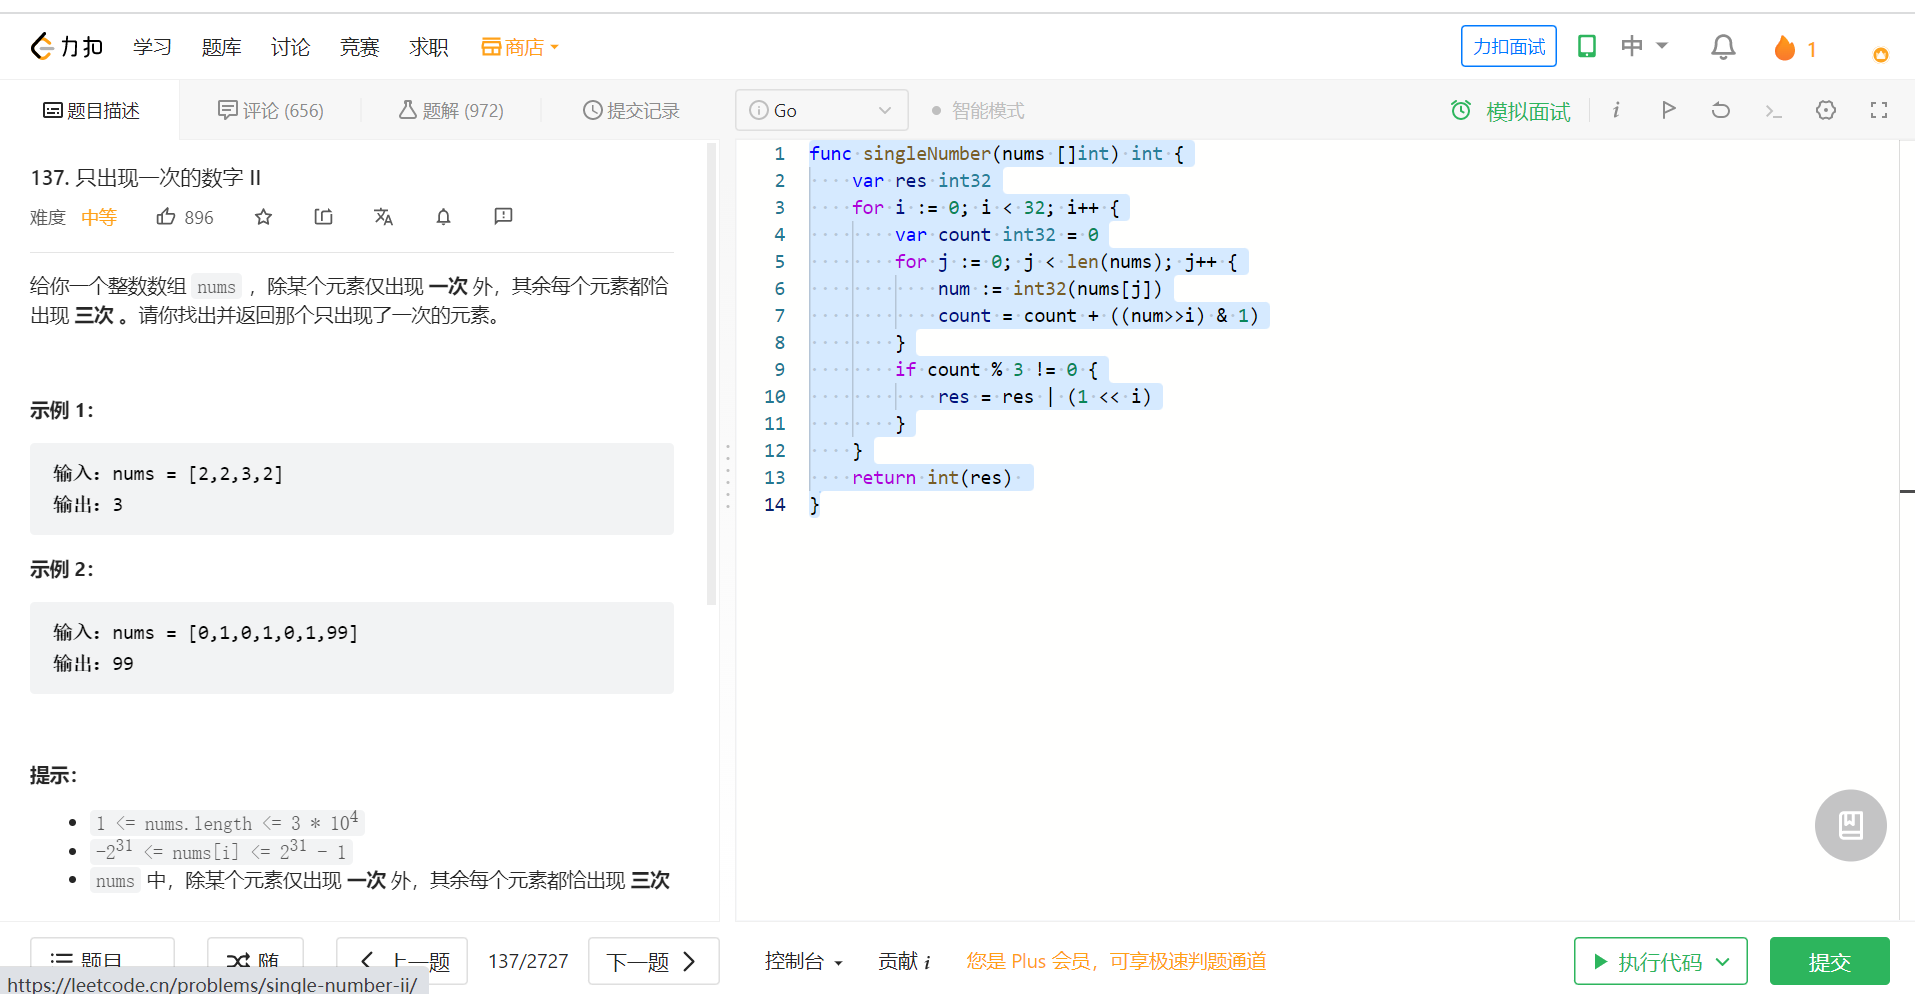 力扣 学习 题库 讨论 竞赛 求职 商店 力扣面试 中 1
题目描述 评论 (656) 题解 (972) 提交记录 i Go 智能模式 模拟面试 i
137. 只出现一次的数字 II
难度 中等 896
给你一个整数数组 nums ，除某个元素仅出现 一次 外，其余每个元素都恰
出现 三次 。请你找出并返回那个只出现了一次的元素。
示例 1：
输入：nums = [2,2,3,2]
输出：3
示例 2：
输入：nums = [0,1,0,1,0,1,99]
输出：99
提示：
1 <= nums.length <= 3 * 10^4
-2^31 <= nums[i] <= 2^31 - 1
nums 中，除某个元素仅出现 一次 外，其余每个元素都恰出现 三次
1 func singleNumber(nums []int) int {
2     var res int32
3     for i := 0; i < 32; i++ {
4         var count int32 = 0
5         for j := 0; j < len(nums); j++ {
6             num := int32(nums[j])
7             count = count + ((num>>i) & 1)
8         }
9         if count % 3 != 0 {
10             res = res | (1 << i)
11         }
12     }
13     return int(res)
14 }
题目 随 上一题 137/2727 下一题 控制台 贡献 i 您是 Plus 会员，可享极速判题通道 执行代码 提交
https://leetcode.cn/problems/single-number-ii/